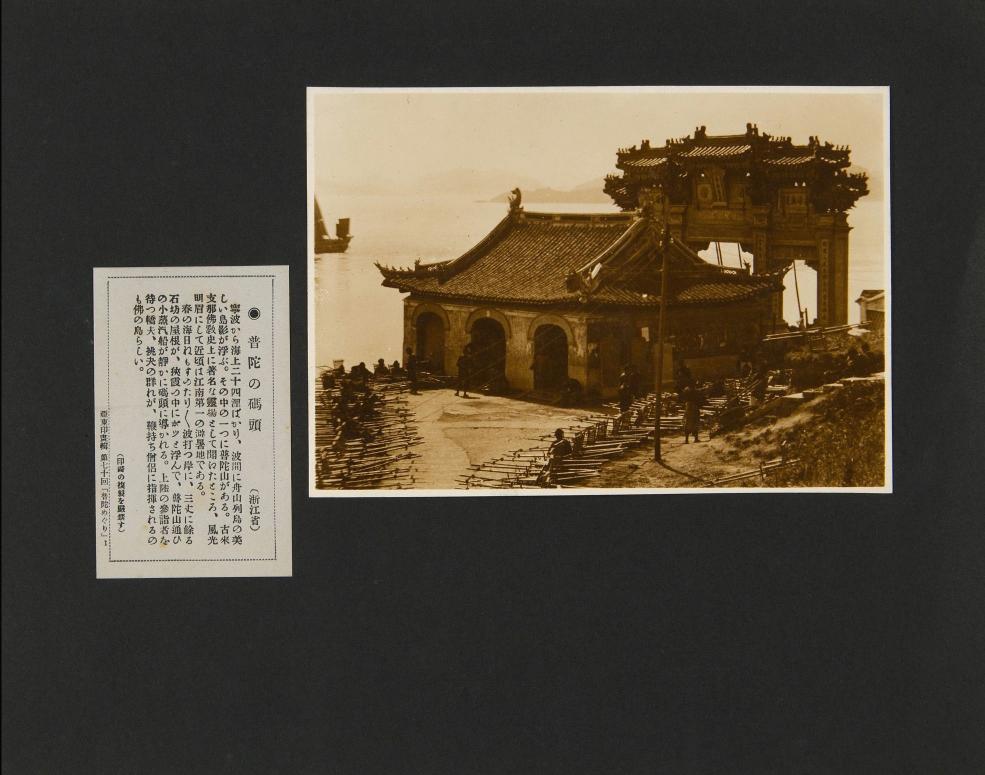 ● 普陀の碼頭 (浙江省)
寧波から海上二十四浬ばかり、波間に舟山列島の美
しい島影が浮ぶ。その中の一つに普陀山がある。古來
支那佛敎史上に著名な靈場として聞ゆたところ、風光
明眉にして近頃は江南第一の避暑地である。
春の海日ねもすのたり〳〵波打つ岸に、三丈に餘る
石坊の屋根が、狹霞の中にポツと浮んで、普陀山通ひ
の小蒸汽船が靜かに碼頭に導かれる。上陸の參詣者を
待つ轎夫、挑夫の群れが、鞭持ち僧侶に指揮されるの
も佛の島らしい。
(印畫の複製を嚴禁す)
亞東印畫輯 第七十回「普陀めぐり」1